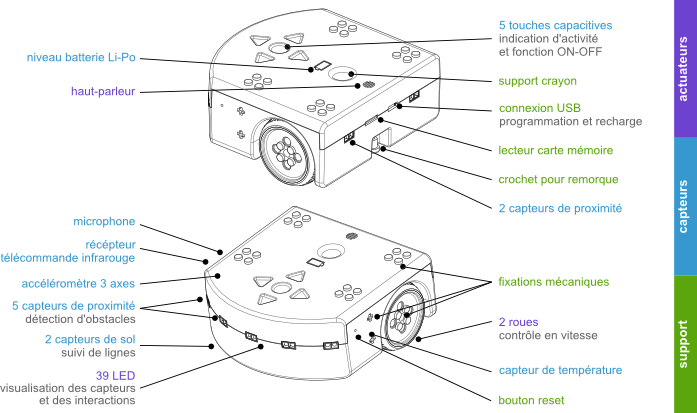 niveau batterie Li-Po
haut-parleur
5 touches capacitives
indication d'activité
et fonction ON-OFF
support crayon
connexion USB
programmation et recharge
lecteur carte mémoire
crochet pour remorque
2 capteurs de proximité
microphone
récépteur
télécommande infrarouge
accéléromètre 3 axes
5 capteurs de proximité
détection d'obstacles
2 capteurs de sol
suivi de lignes
39 LED
visualisation des capteurs
et des interactions
fixations mécaniques
2 roues
contrôle en vitesse
capteur de température
bouton reset
actuateurs
capteurs
support